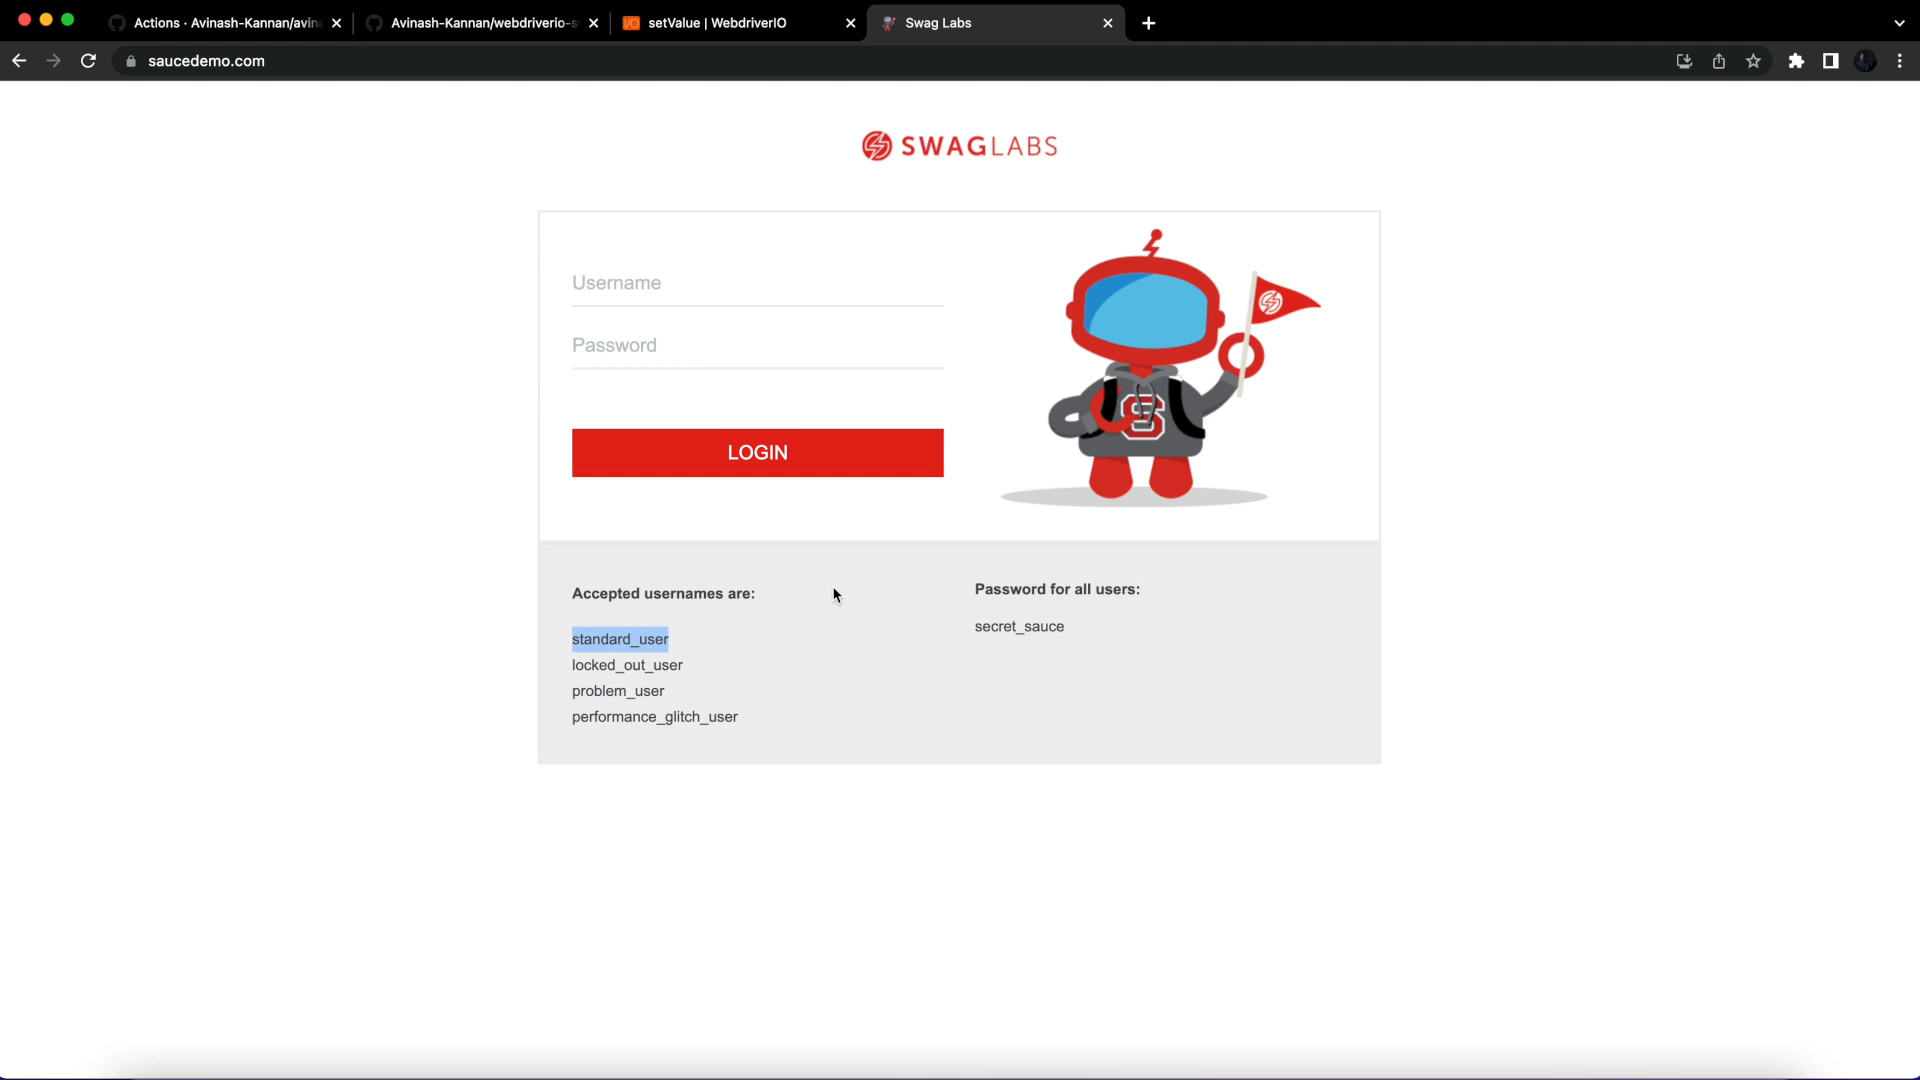 Actions · Avinash-Kannan/avin
Avinash-Kannan/webdriverio-s
setValue | WebdriverIO
Swag Labs
saucedemo.com
SWAGLABS
Username
Password
LOGIN
Accepted usernames are:
standard_user
locked_out_user
problem_user
performance_glitch_user
Password for all users:
secret_sauce